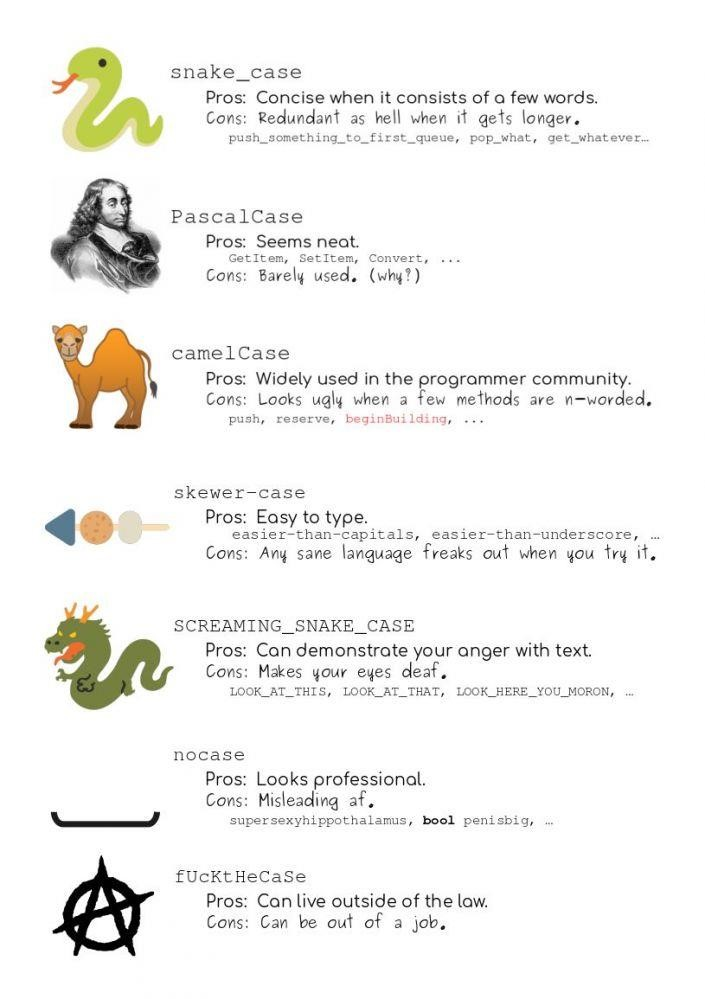 snake_case
Pros: Concise when it consists of a few words.
Cons: Redundant as hell when it gets longer.
push_something_to_first_queue, pop_what, get_whatever…
PascalCase
Pros: Seems neat.
GetItem, SetItem, Convert, ...
Cons: Barely used. (why?)
camelCase
Pros: Widely used in the programmer community.
Cons: Looks ugly when a few methods are n-worded.
push, reserve, beginBuilding, ...
skewer-case
Pros: Easy to type.
easier-than-capitals, easier-than-underscore, …
Cons: Any sane language freaks out when you try it.
SCREAMING_SNAKE_CASE
Pros: Can demonstrate your anger with text.
Cons: Makes your eyes deaf.
LOOK_AT_THIS, LOOK_AT_THAT, LOOK_HERE_YOU_MORON, …
nocase
Pros: Looks professional.
Cons: Misleading af.
supersexyhippothalamus, bool penisbig, …
fUcKtHeCaSe
Pros: Can live outside of the law.
Cons: Can be out of a job.